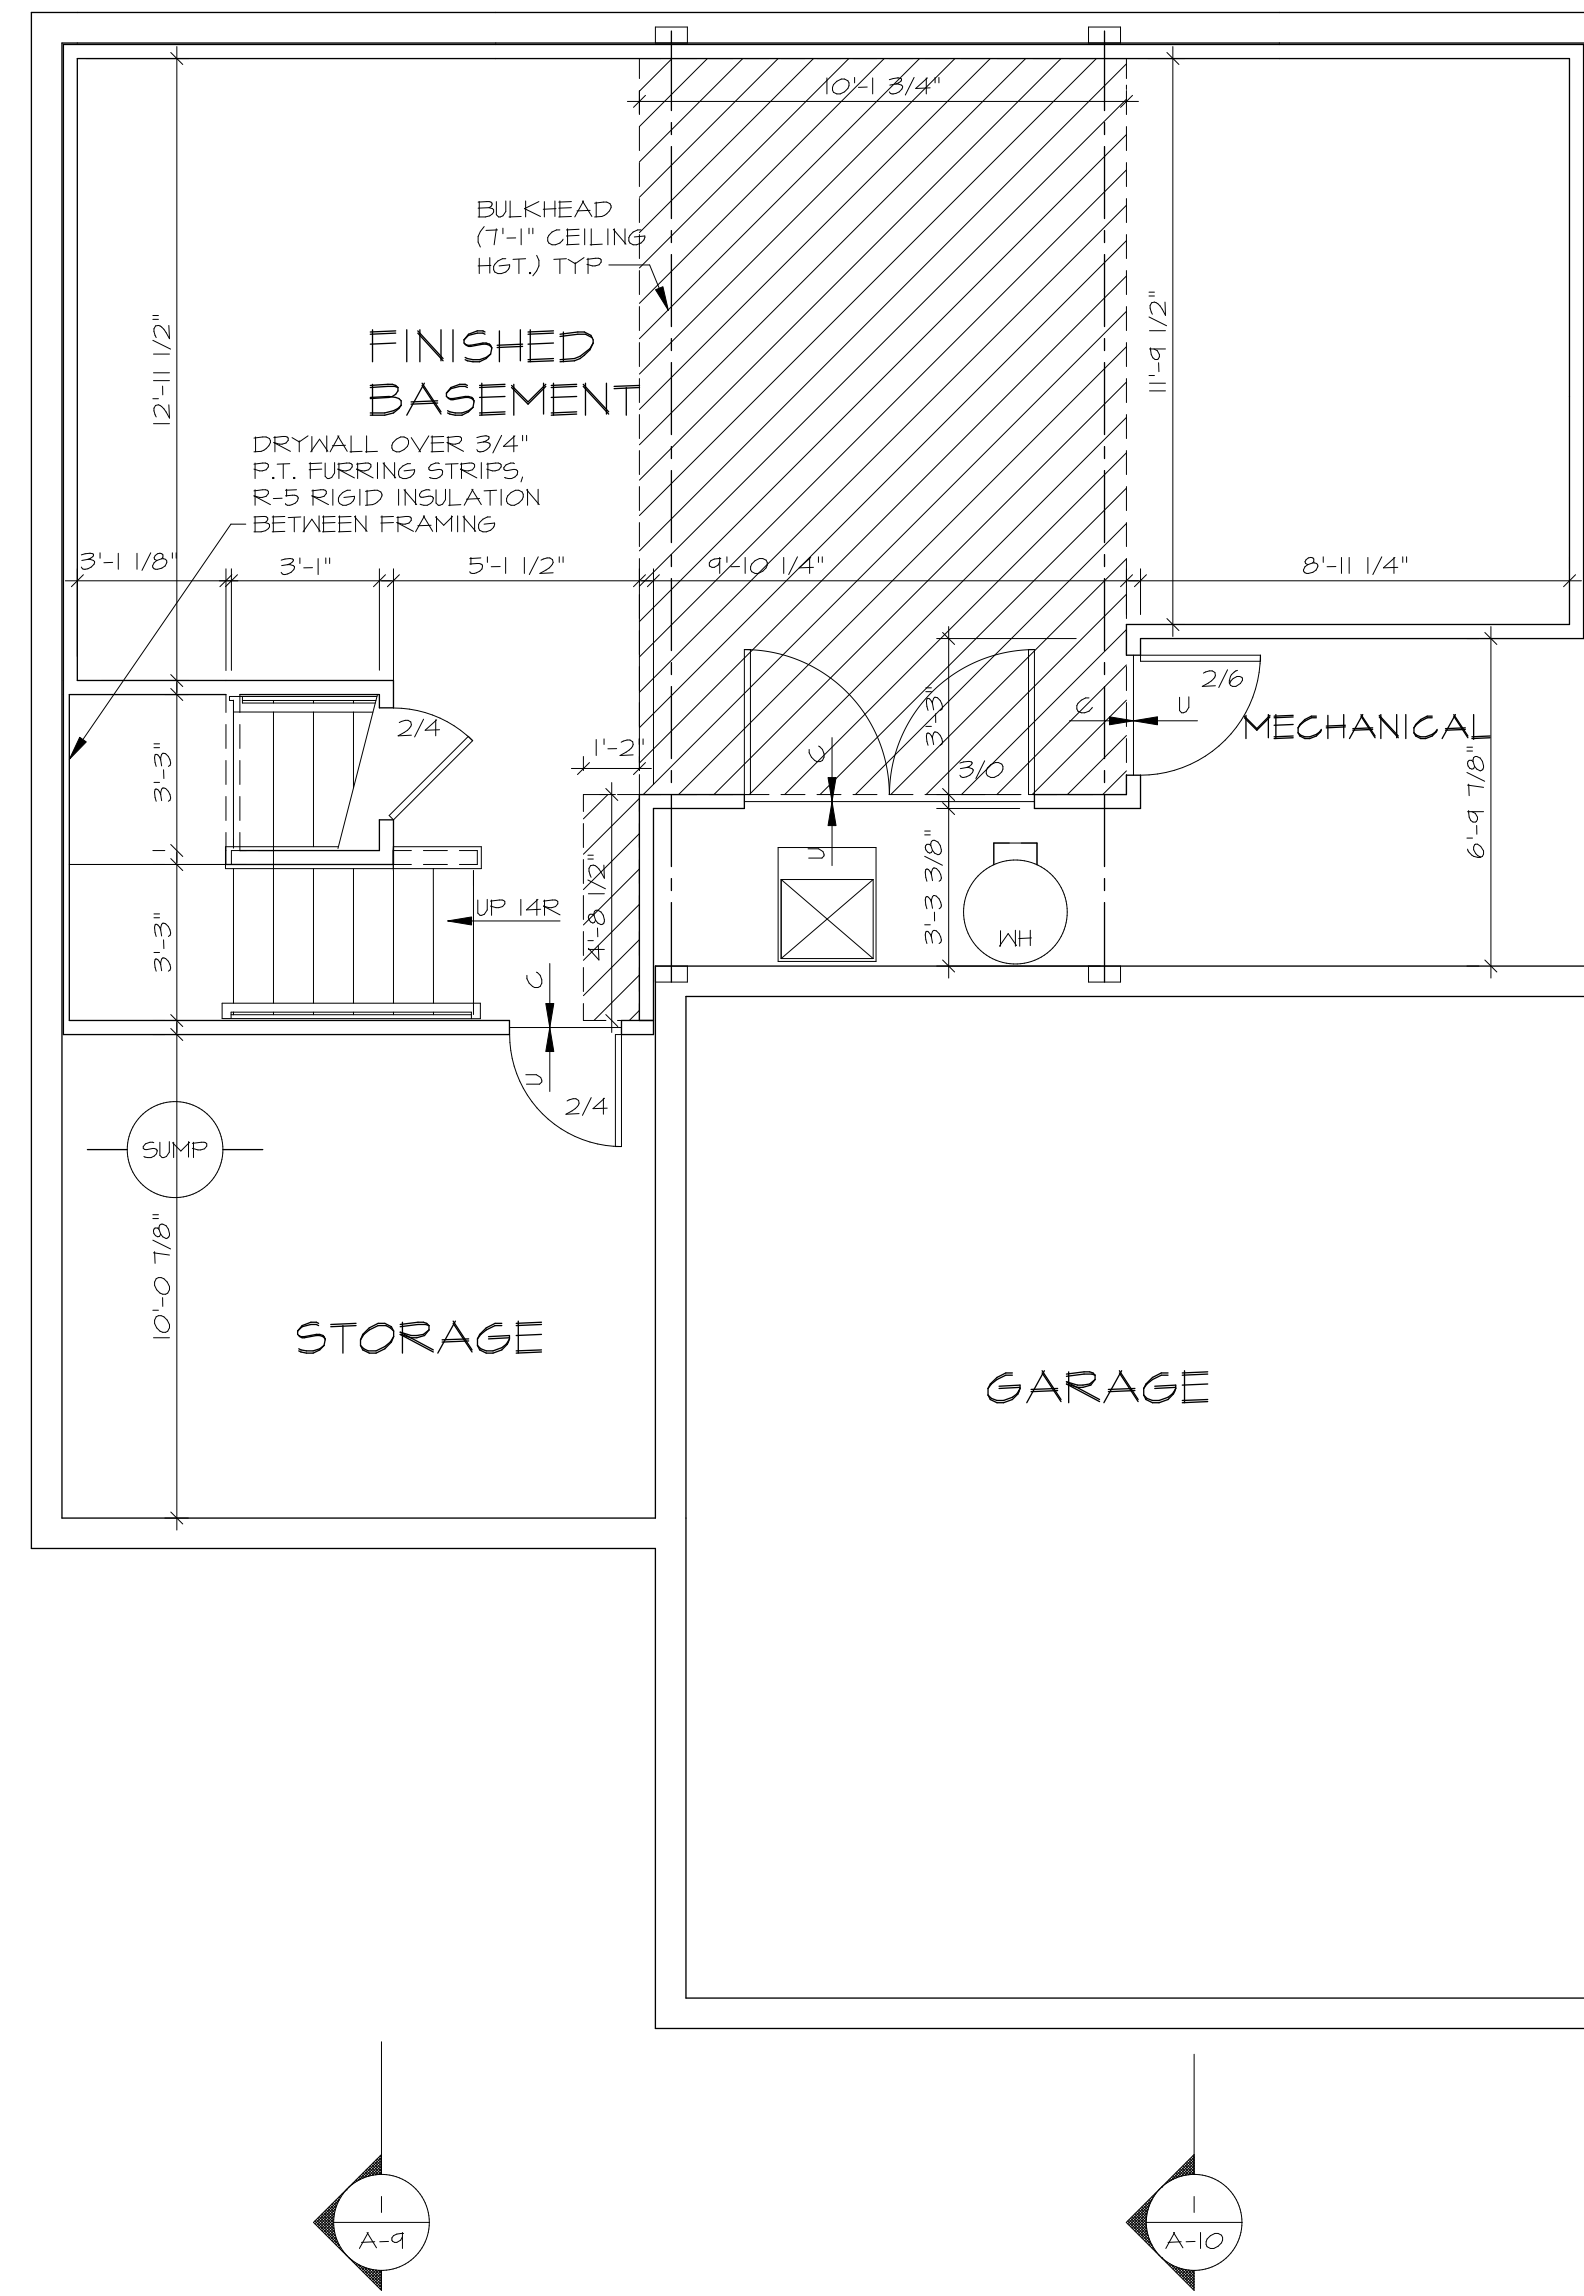 10'-1 3/4"
BULKHEAD
(7'-1" CEILING
HGT.) TYP
12'-11 1/2"
11'-9 1/2"
FINISHED
BASEMENT
DRYWALL OVER 3/4"
P.T. FURRING STRIPS,
R-5 RIGID INSULATION
BETWEEN FRAMING
3'-1 1/8"
3'-1"
5'-1 1/2"
9'-10 1/4"
8'-11 1/4"
2/6
C
U
MECHANICAL
2/4
3'-3"
1'-2"
C
3'-3"
3/0
1
U
6'-9 7/8"
3'-3"
UP 14R
4'-8 1/2"
3'-3 3/8"
WH
C
U
2/4
SUMP
10'-0 7/8"
STORAGE
GARAGE
1
A-9
1
A-10